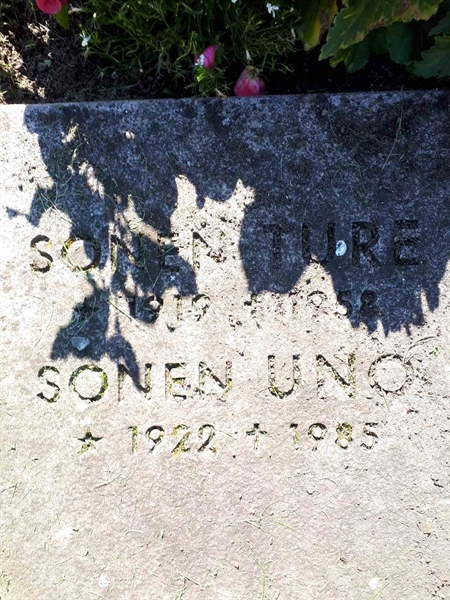 SONEN TURE
★ 1919 ✝ 1958
SONEN UNO
★ 1922 ✝ 1985